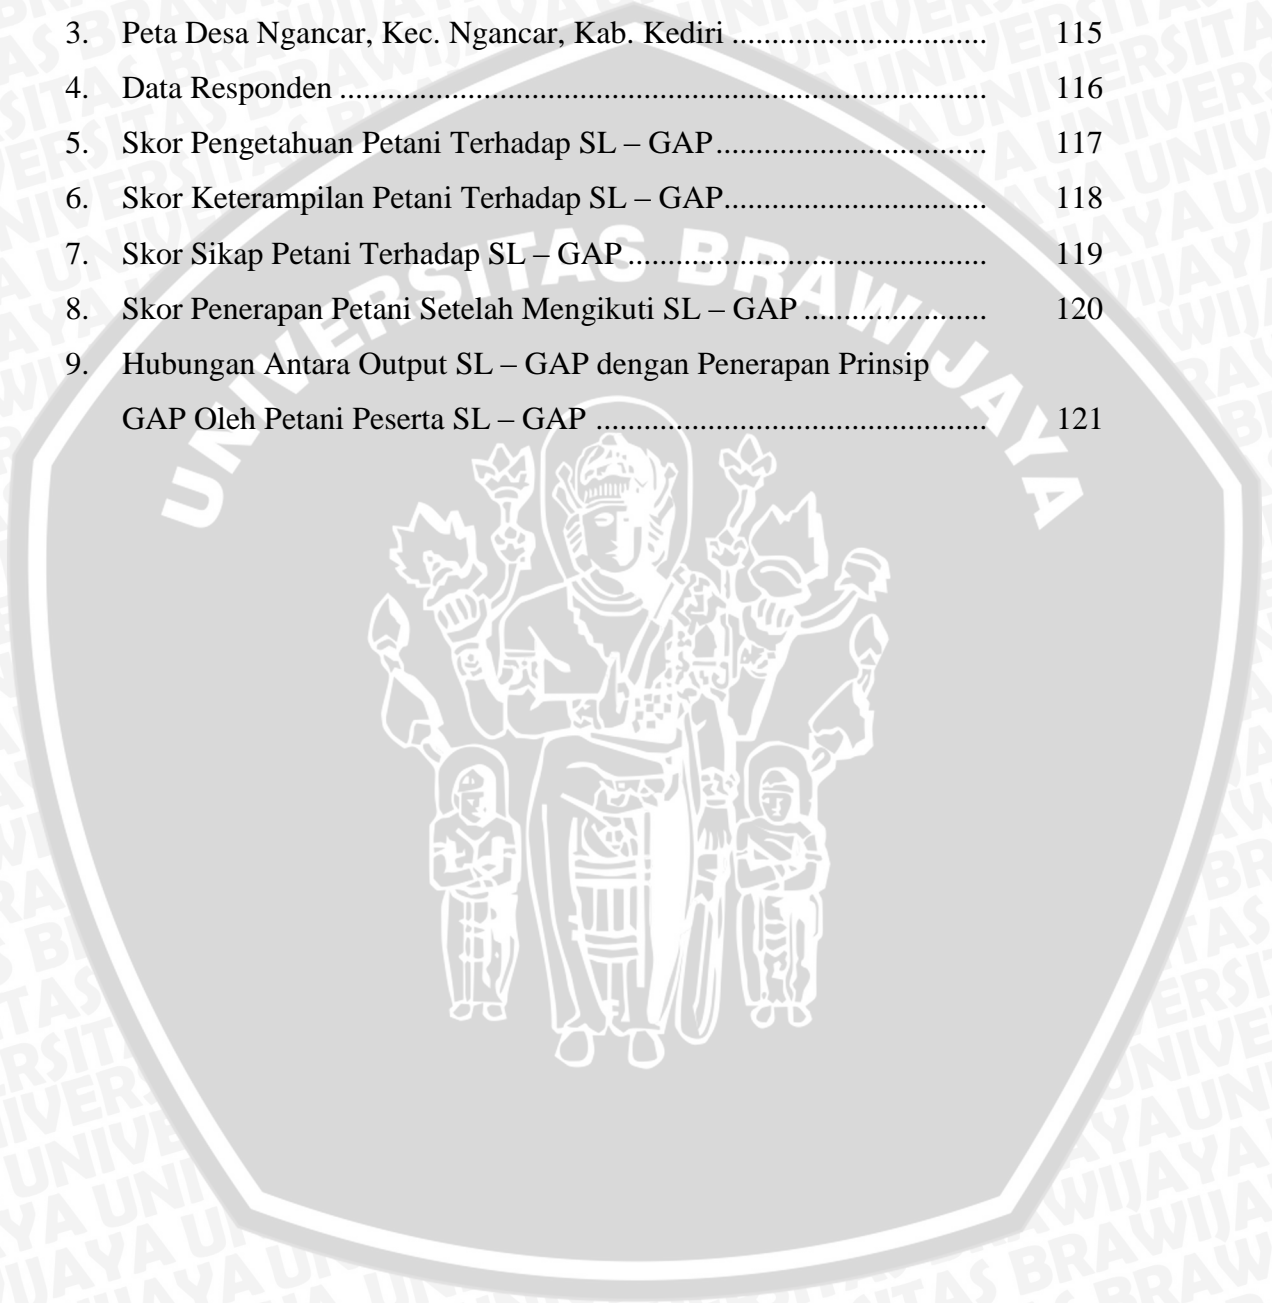 3. Peta Desa Ngancar, Kec. Ngancar, Kab. Kediri ................................ 115
4. Data Responden ................................................................................. 116
5. Skor Pengetahuan Petani Terhadap SL – GAP .................................. 117
6. Skor Keterampilan Petani Terhadap SL – GAP................................. 118
7. Skor Sikap Petani Terhadap SL – GAP ............................................. 119
8. Skor Penerapan Petani Setelah Mengikuti SL – GAP ....................... 120
9. Hubungan Antara Output SL – GAP dengan Penerapan Prinsip
GAP Oleh Petani Peserta SL – GAP ................................................. 121
UNIVERSITAS BRAWIJAYA